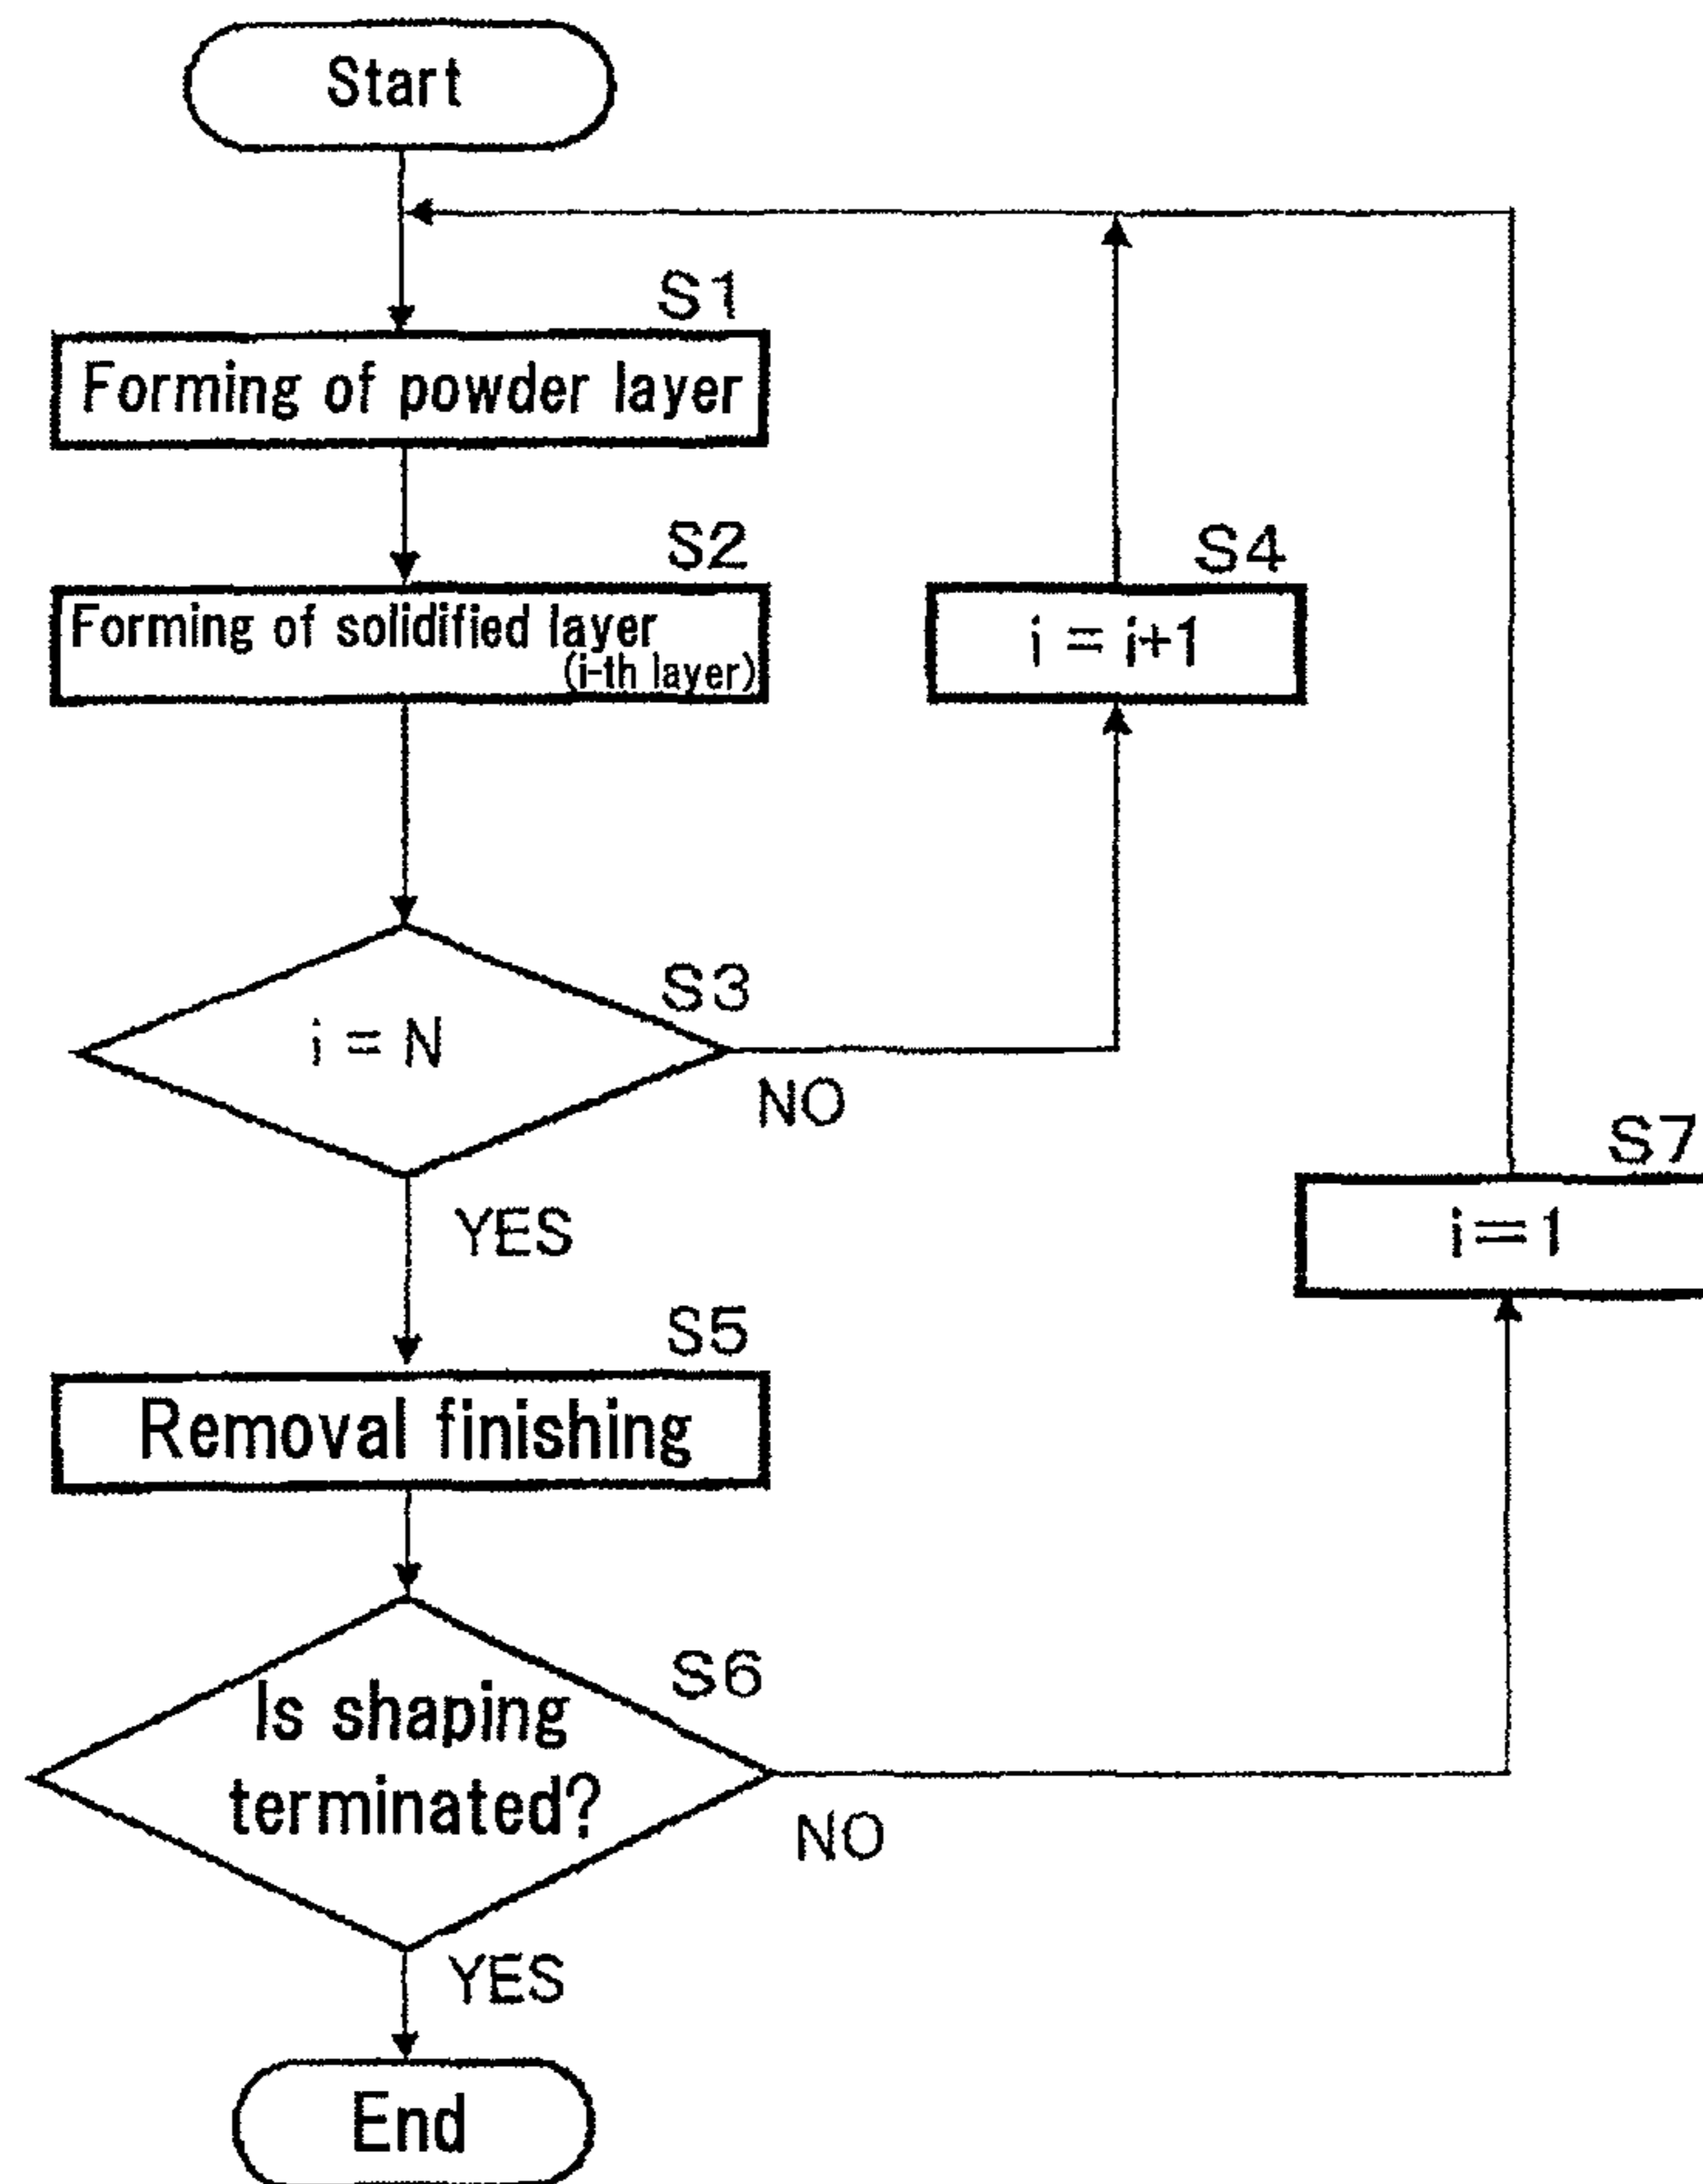 Start
S1
Forming of powder layer
S2
Forming of solidified layer
(i-th layer)
S4
i = i+1
S3
i = N
NO
YES
S7
i=1
S5
Removal finishing
S6
Is shaping
terminated?
NO
YES
End